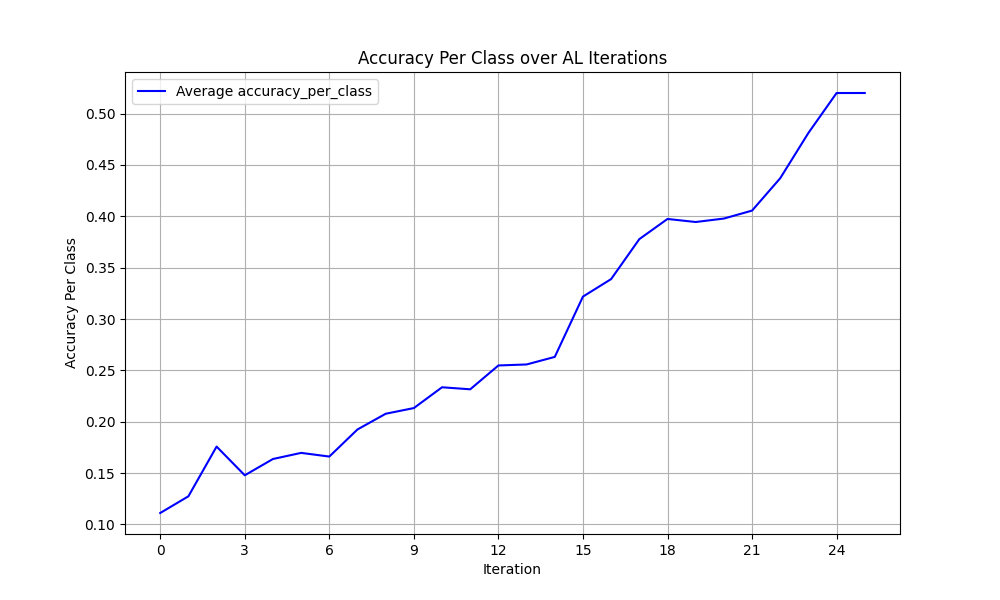 Accuracy Per Class over AL Iterations
Average accuracy_per_class
0.50
0.45
0.40
0.35
0.30
0.25
0.20
0.15
0.10
Accuracy Per Class
0 3 6 9 12 15 18 21 24
Iteration